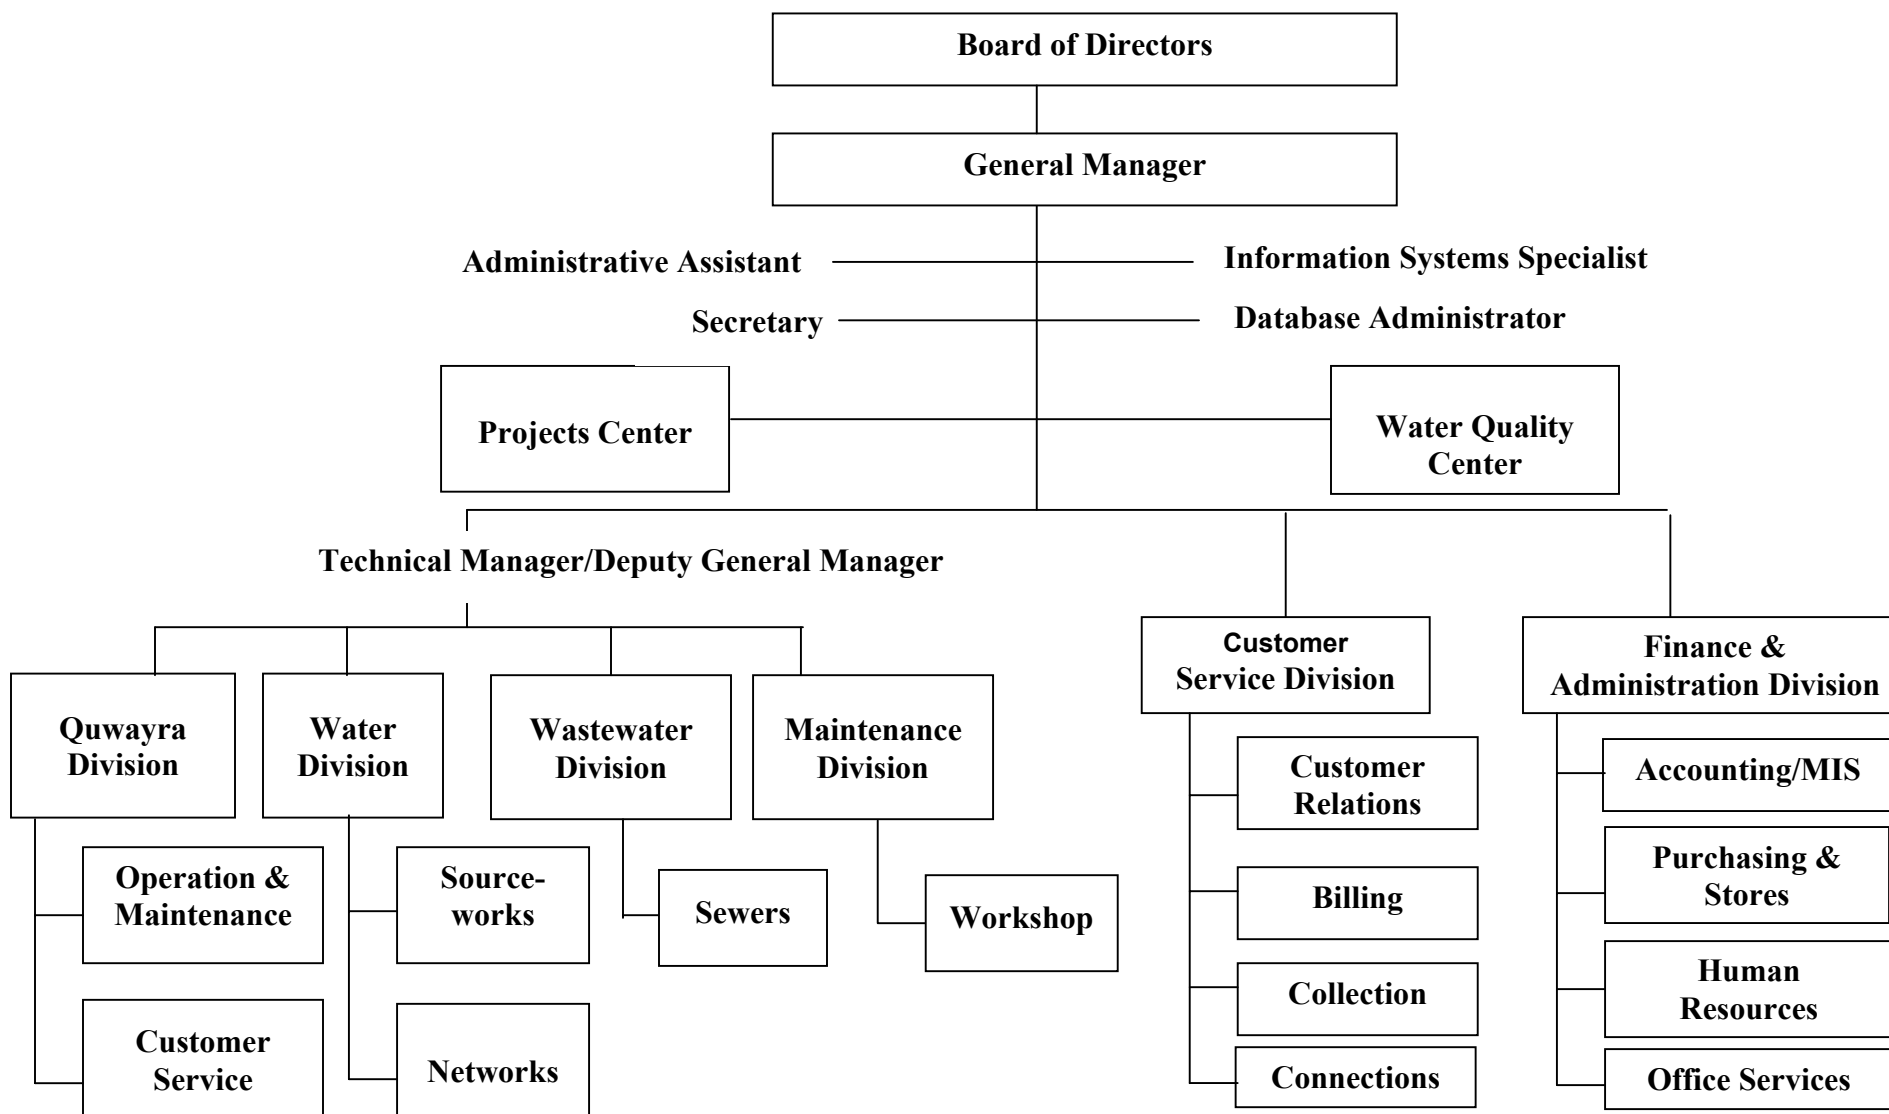 Board of Directors
General Manager
Administrative Assistant
Information Systems Specialist
Secretary
Database Administrator
Projects Center
Water Quality
Center
Technical Manager/Deputy General Manager
Quwayra
Division
Water
Division
Wastewater
Division
Maintenance
Division
Customer
Service Division
Finance &
Administration Division
Operation &
Maintenance
Customer
Service
Source-
works
Networks
Sewers
Workshop
Customer
Relations
Billing
Collection
Connections
Accounting/MIS
Purchasing &
Stores
Human
Resources
Office Services